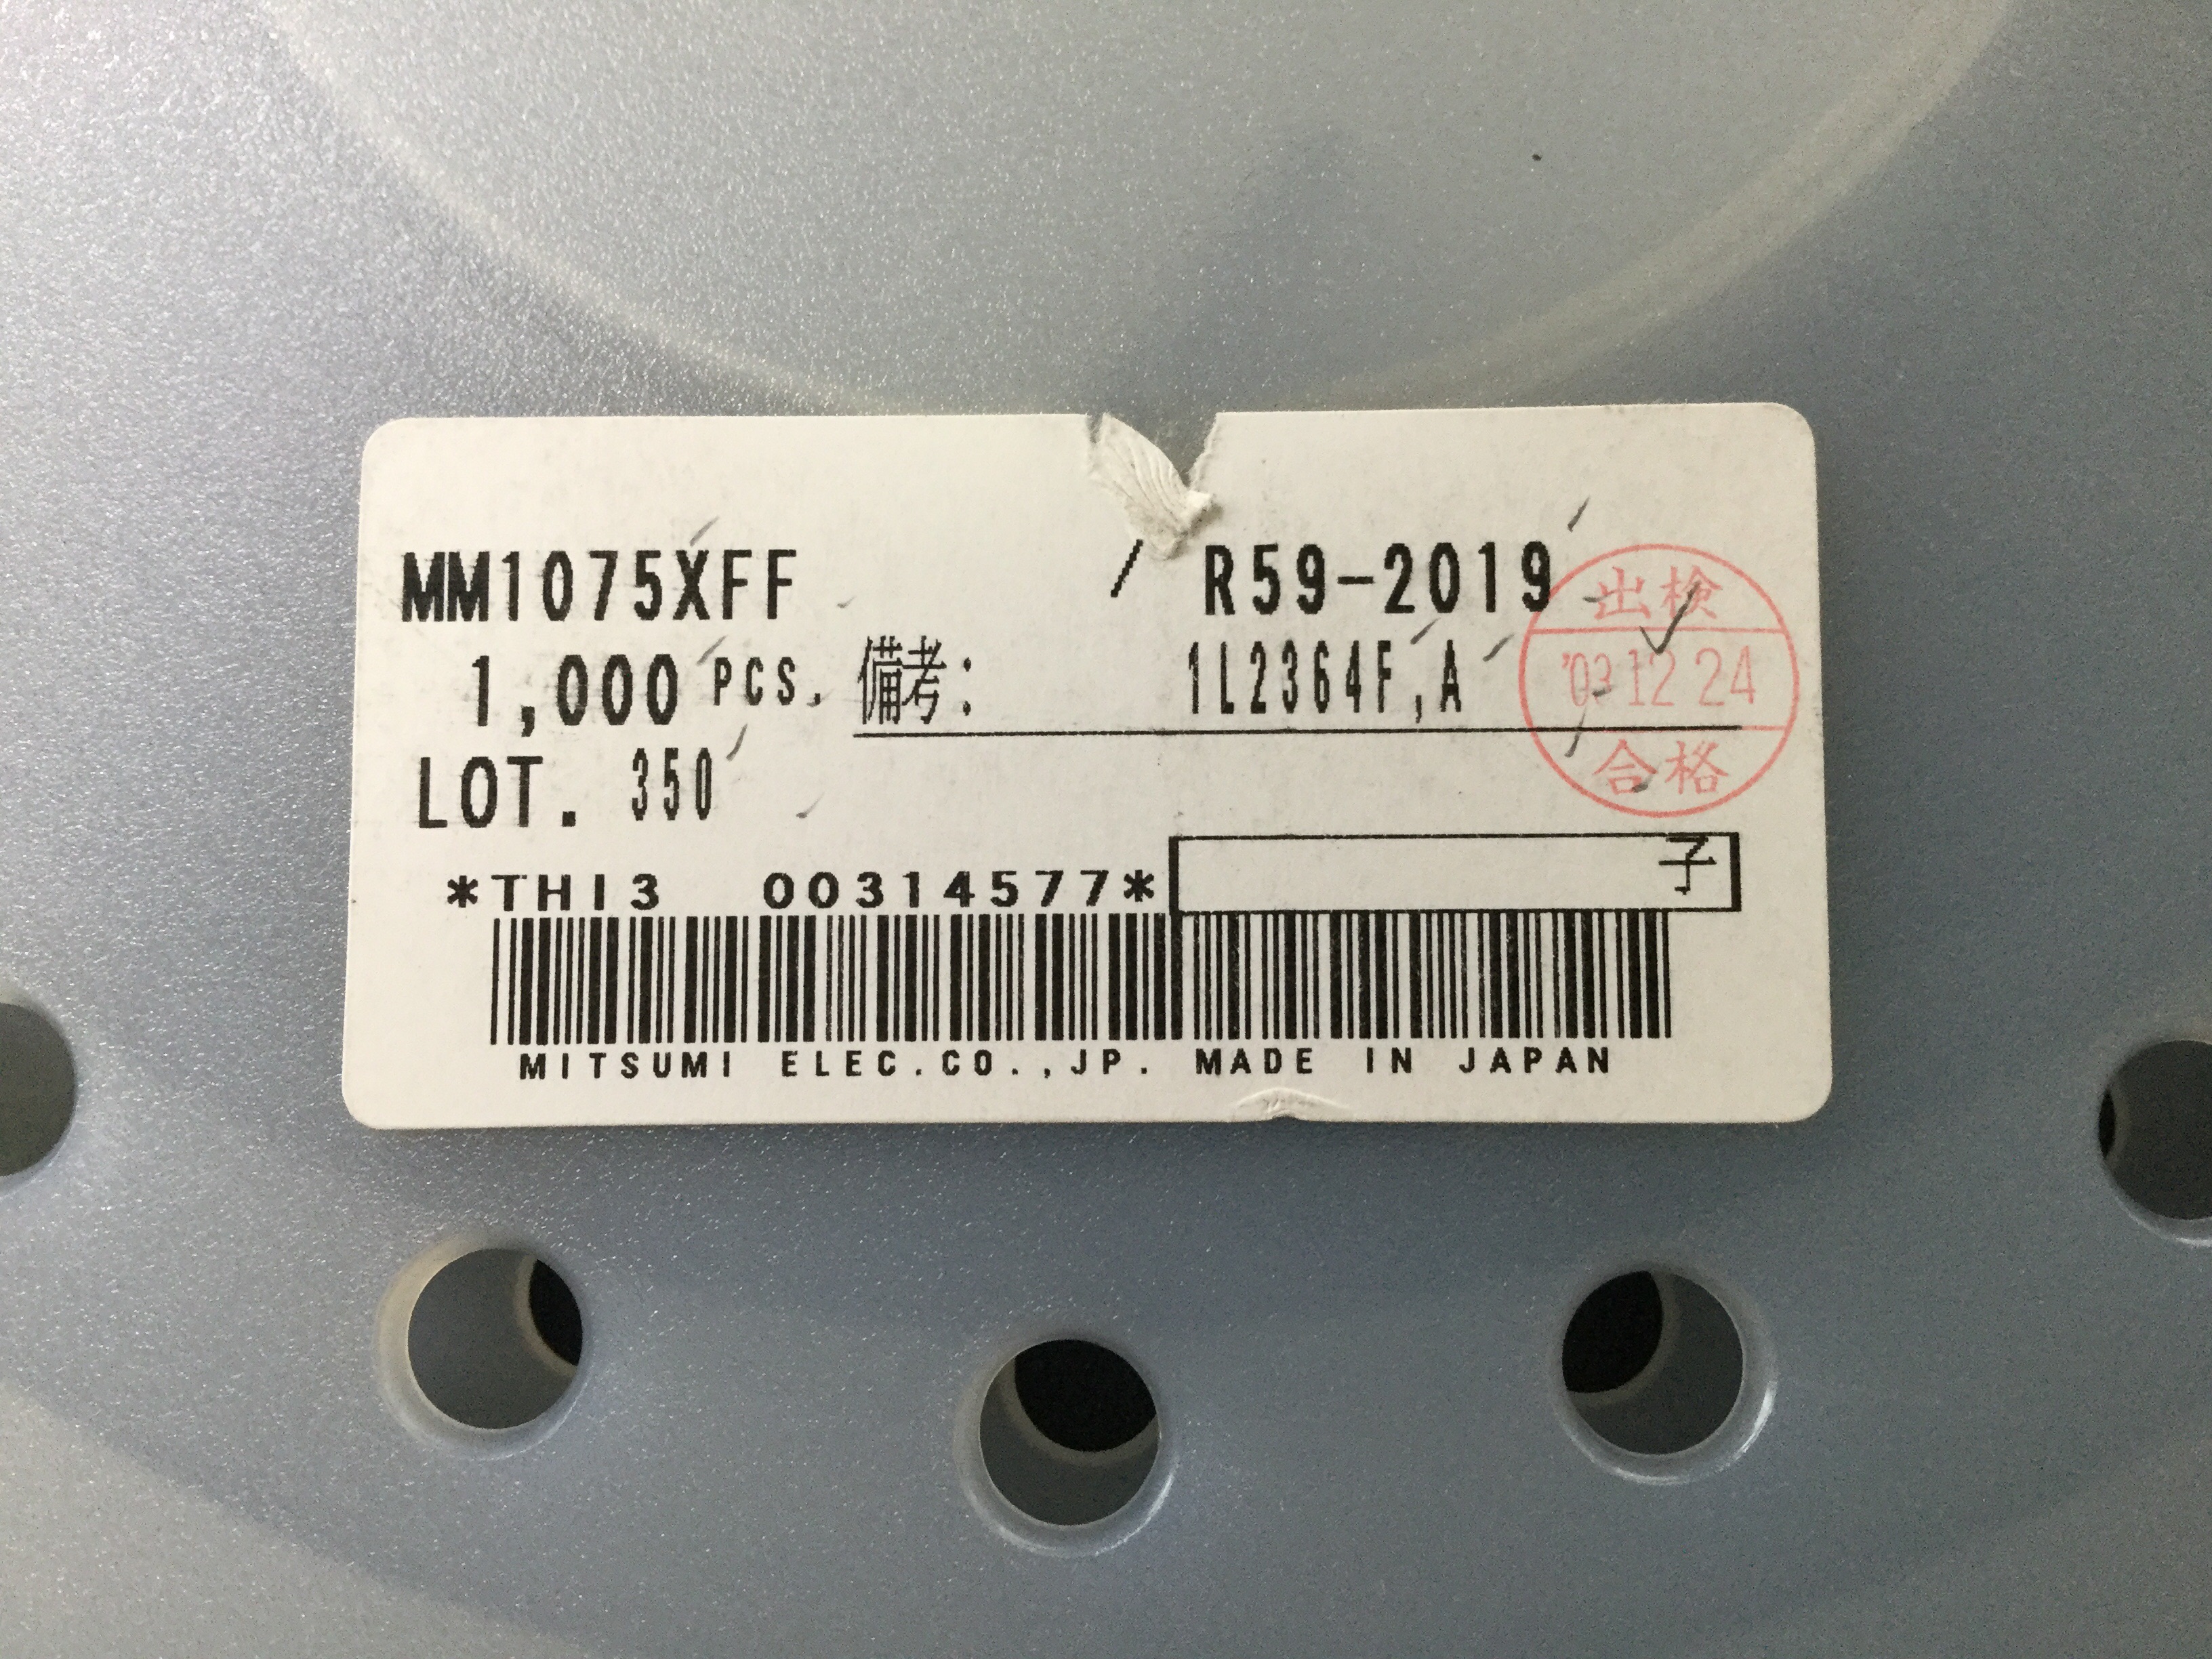 MM1075XFF / R59-2019
1,000 PCS. 備考: 1L2364F,A
LOT. 350
出検
'03 12 24
合格
子
*THI3 00314577*
MITSUMI ELEC.CO.,JP. MADE IN JAPAN